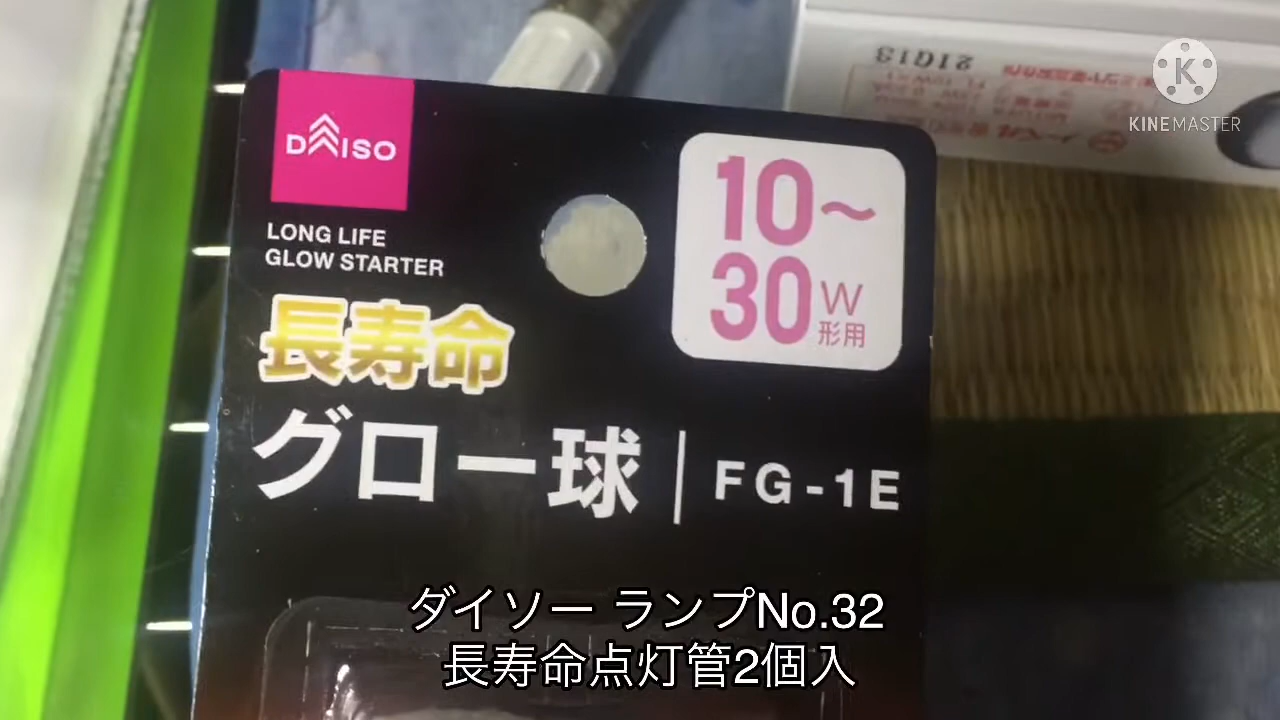 21G13
KINEMASTER
DAISO
LONG LIFE
GLOW STARTER
10~
30W
形用
長寿命
グロー球 | FG-1E
ダイソー ランプNo.32
長寿命点灯管2個入